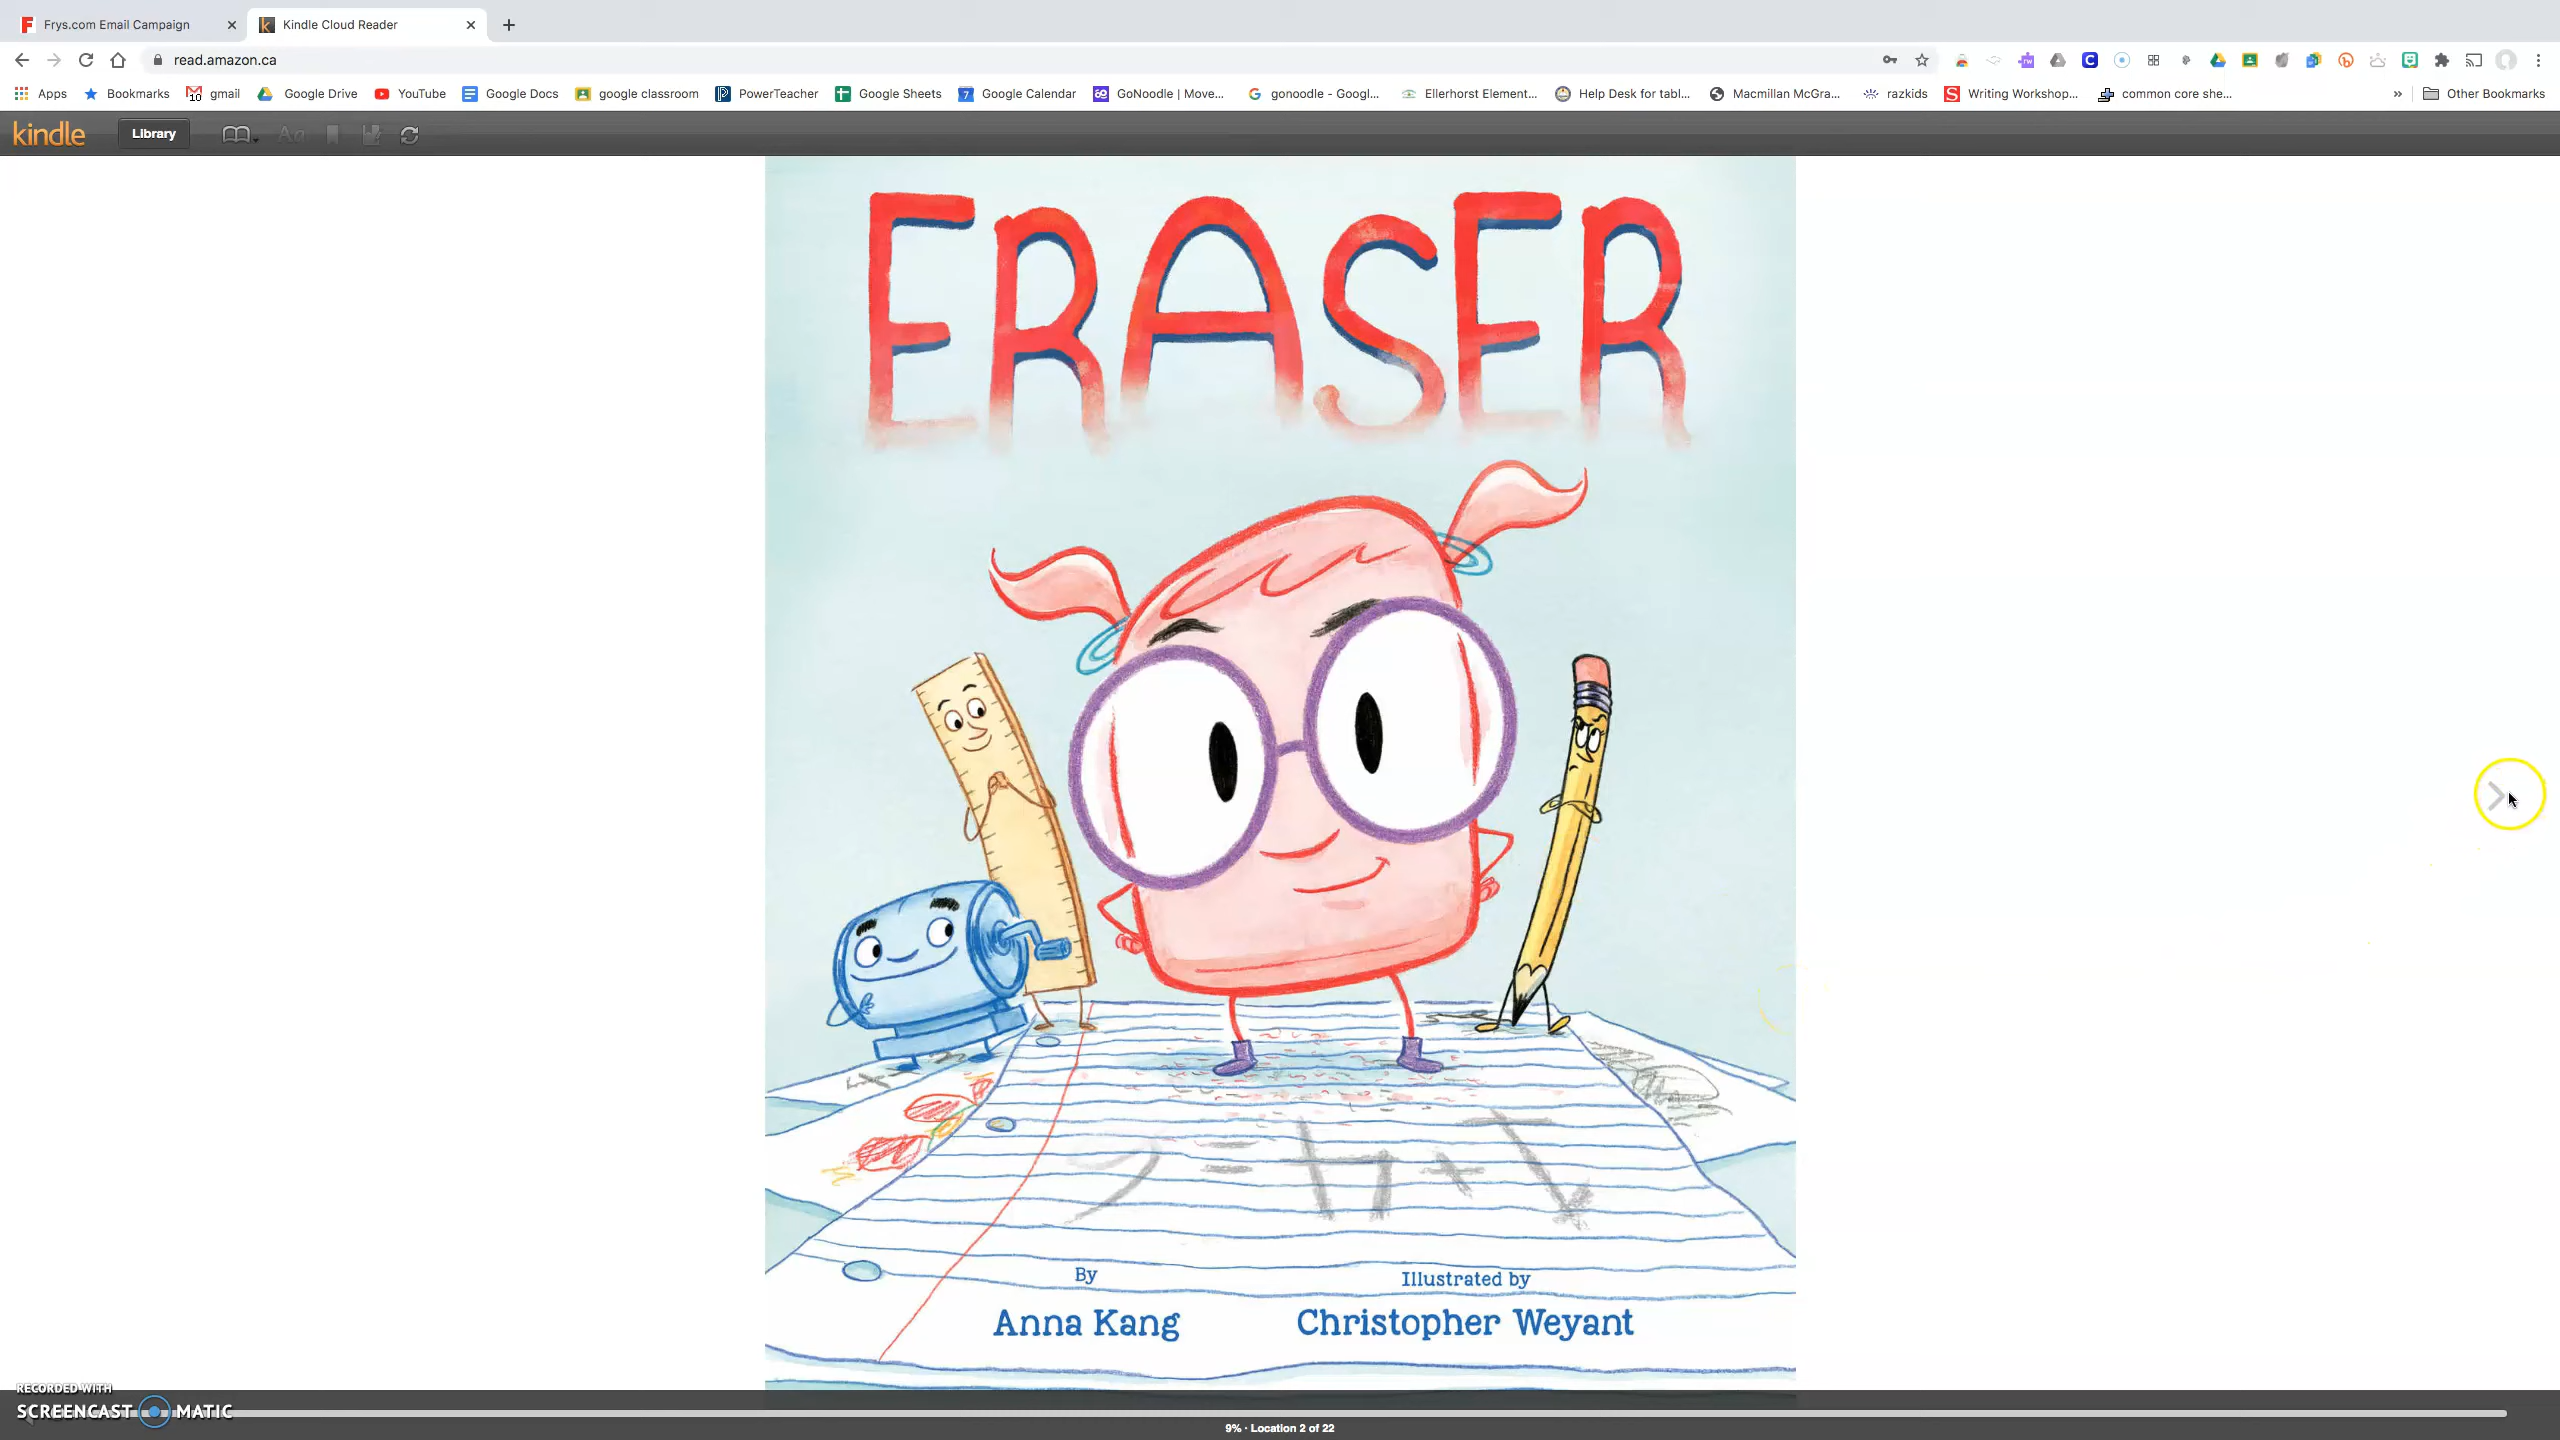 Frys.com Email Campaign
Kindle Cloud Reader
read.amazon.ca
Apps Bookmarks 10 gmail Google Drive YouTube Google Docs google classroom PowerTeacher Google Sheets 7 Google Calendar GoNoodle | Move... gonoodle - Googl... Ellerhorst Element... Help Desk for tabl... Macmillan McGra... razkids Writing Workshop... common core she... » Other Bookmarks
kindle Library Aa
ERASER
By
Anna Kang
Illustrated by
Christopher Weyant
RECORDED WITH
SCREENCAST MATIC
9% · Location 2 of 22